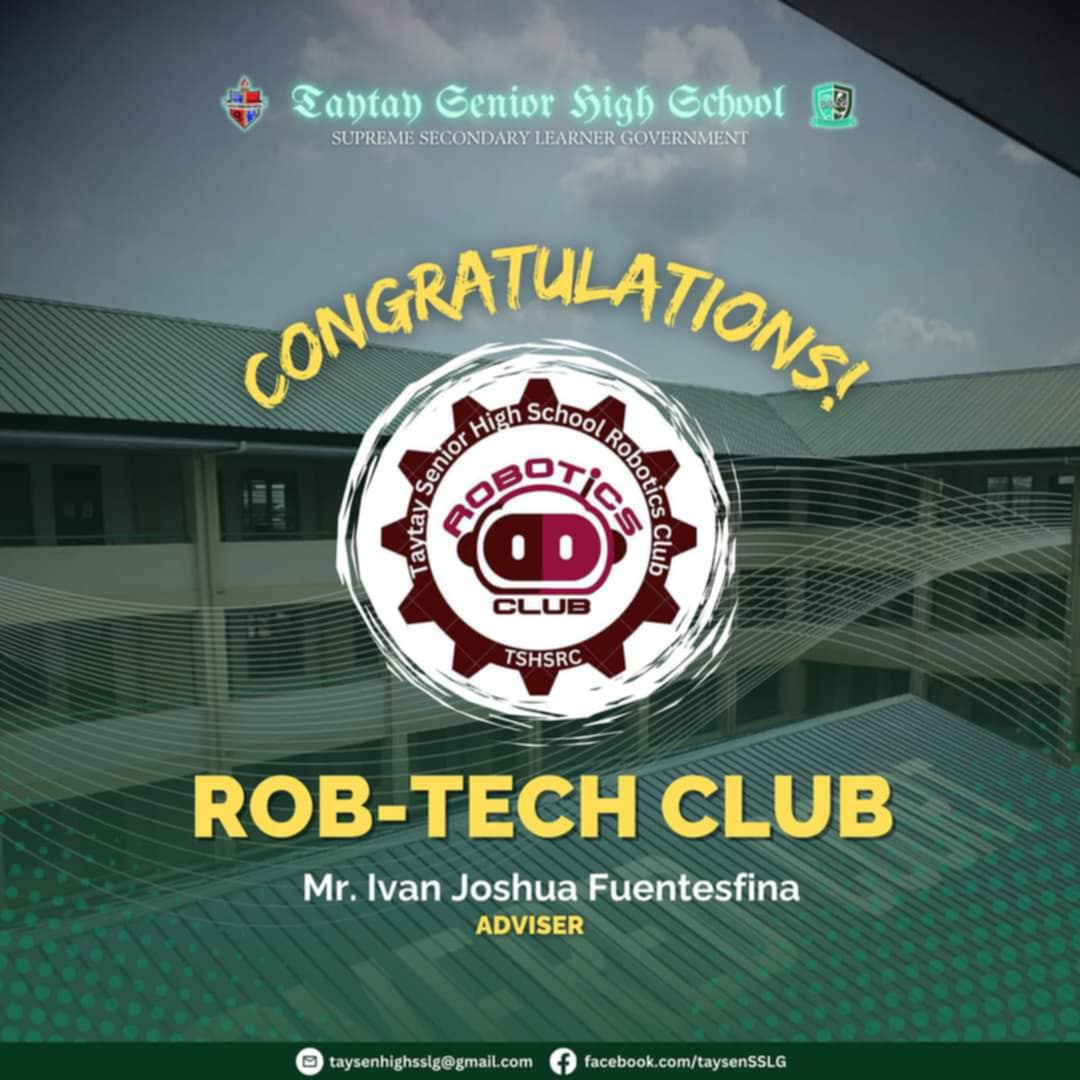 Taytay Senior High School
SUPREME SECONDARY LEARNER GOVERNMENT
CONGRATULATIONS!
Taytay Senior High School Robotics Club
ROBOTiCS
CLUB
TSHSRC
ROB-TECH CLUB
Mr. Ivan Joshua Fuentesfina
ADVISER
taysenhighsslg@gmail.com
facebook.com/taysenSSLG